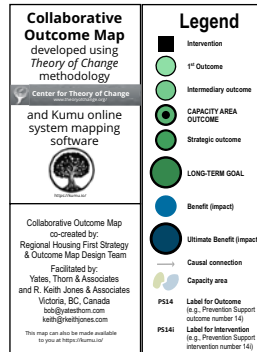 Collaborative
Outcome Map
developed using
Theory of Change
methodology
Center for Theory of Change
www.theoryofchange.org/
and Kumu online
system mapping
software
https://kumu.io/
Collaborative Outcome Map
co-created by:
Regional Housing First Strategy
& Outcome Map Design Team
Facilitated by:
Yates, Thorn & Associates
and R. Keith Jones & Associates
Victoria, BC, Canada
bob@yatesthorn.com
keith@rkeithjones.com
This map can also be made available
to you at https://kumu.io/
Legend
Intervention
1st Outcome
Intermediary outcome
CAPACITY AREA
OUTCOME
Strategic outcome
LONG-TERM GOAL
Benefit (impact)
Ultimate Benefit (impact
Causal connection
Capacity area
PS14 Label for Outcome
(e.g., Prevention Support
outcome number 14)
PS14i Label for Intervention
(e.g., Prevention Support
intervention number 14i)